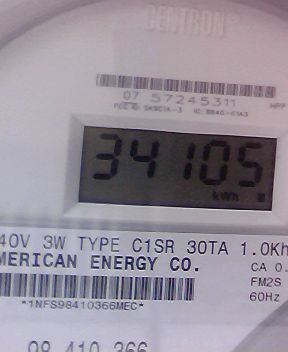 CENTRON®
07 57245311
34105
kWh
40V 3W TYPE C1SR 30TA 1.0Kh
MERICAN ENERGY CO.
CA 0.
FM2S
60Hz
*1NFS98410366MEC*
98 410 366